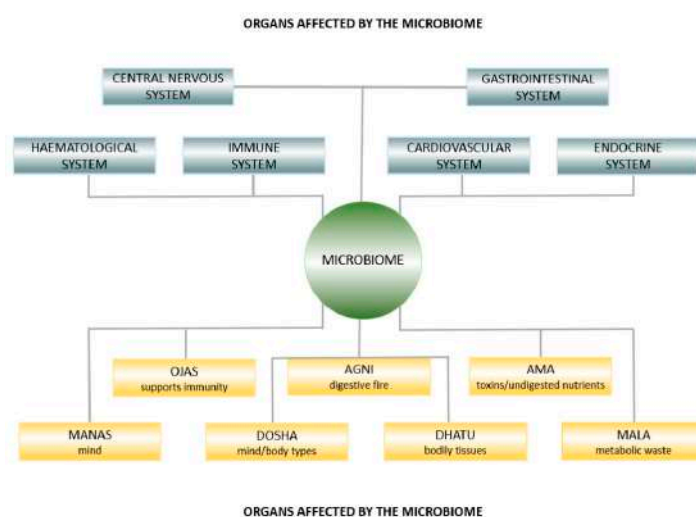 ORGANS AFFECTED BY THE MICROBIOME
CENTRAL NERVOUS
SYSTEM
GASTROINTESTINAL
SYSTEM
HAEMATOLOGICAL
SYSTEM
IMMUNE
SYSTEM
CARDIOVASCULAR
SYSTEM
ENDOCRINE
SYSTEM
MICROBIOME
OJAS
supports immunity
AGNI
digestive fire
AMA
toxins/undigested nutrients
MANAS
mind
DOSHA
mind/body types
DHATU
bodily tissues
MALA
metabolic waste
ORGANS AFFECTED BY THE MICROBIOME